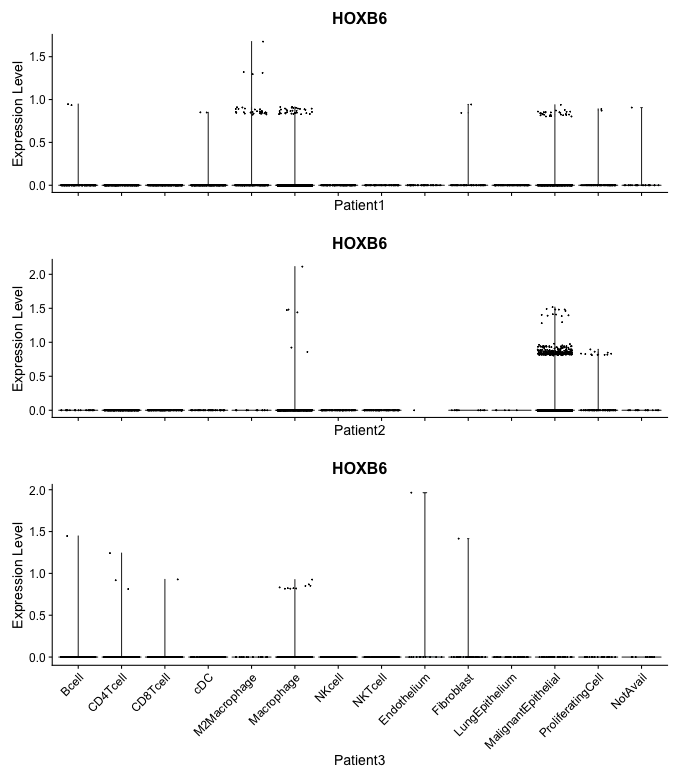 HOXB6
Expression Level
1.5
1.0
0.5
0.0
Patient1
HOXB6
Expression Level
2.0
1.5
1.0
0.5
0.0
Patient2
HOXB6
Expression Level
2.0
1.5
1.0
0.5
0.0
Bcell
CD4Tcell
CD8Tcell
cDC
M2Macrophage
Macrophage
NKcell
NKTcell
Endothelium
Fibroblast
LungEpithelium
MalignantEpithelial
ProliferatingCell
NotAvail
Patient3